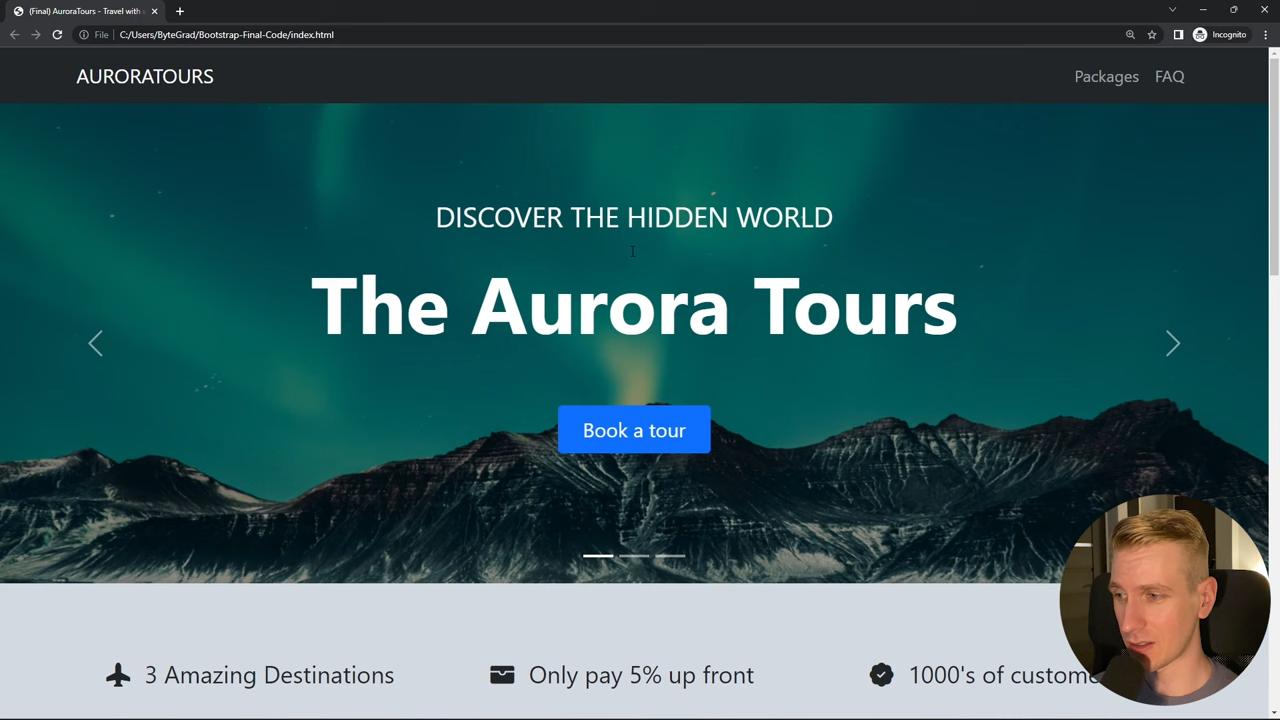 (Final) AuroraTours - Travel with
File
C:/Users/ByteGrad/Bootstrap-Final-Code/index.html
Incognito
AURORATOURS
Packages FAQ
DISCOVER THE HIDDEN WORLD
The Aurora Tours
Book a tour
3 Amazing Destinations
Only pay 5% up front
1000's of custome